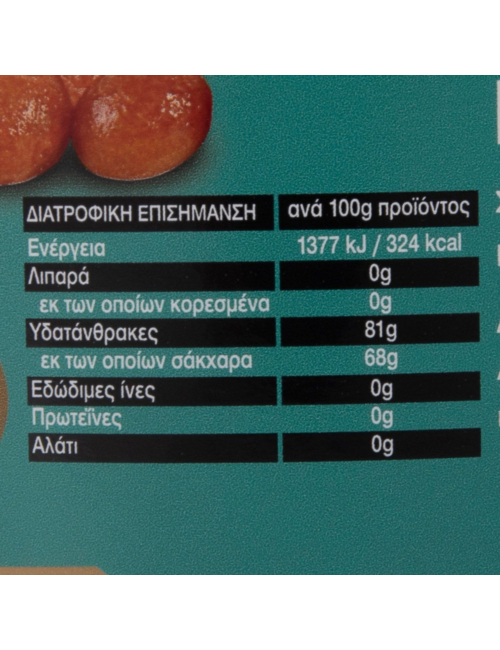 ΔΙΑΤΡΟΦΙΚΗ ΕΠΙΣΗΜΑΝΣΗ ανά 100g προϊόντος
Ενέργεια 1377 kJ / 324 kcal
Λιπαρά 0g
εκ των οποίων κορεσμένα 0g
Υδατάνθρακες 81g
εκ των οποίων σάκχαρα 68g
Εδώδιμες ίνες 0g
Πρωτεΐνες 0g
Αλάτι 0g